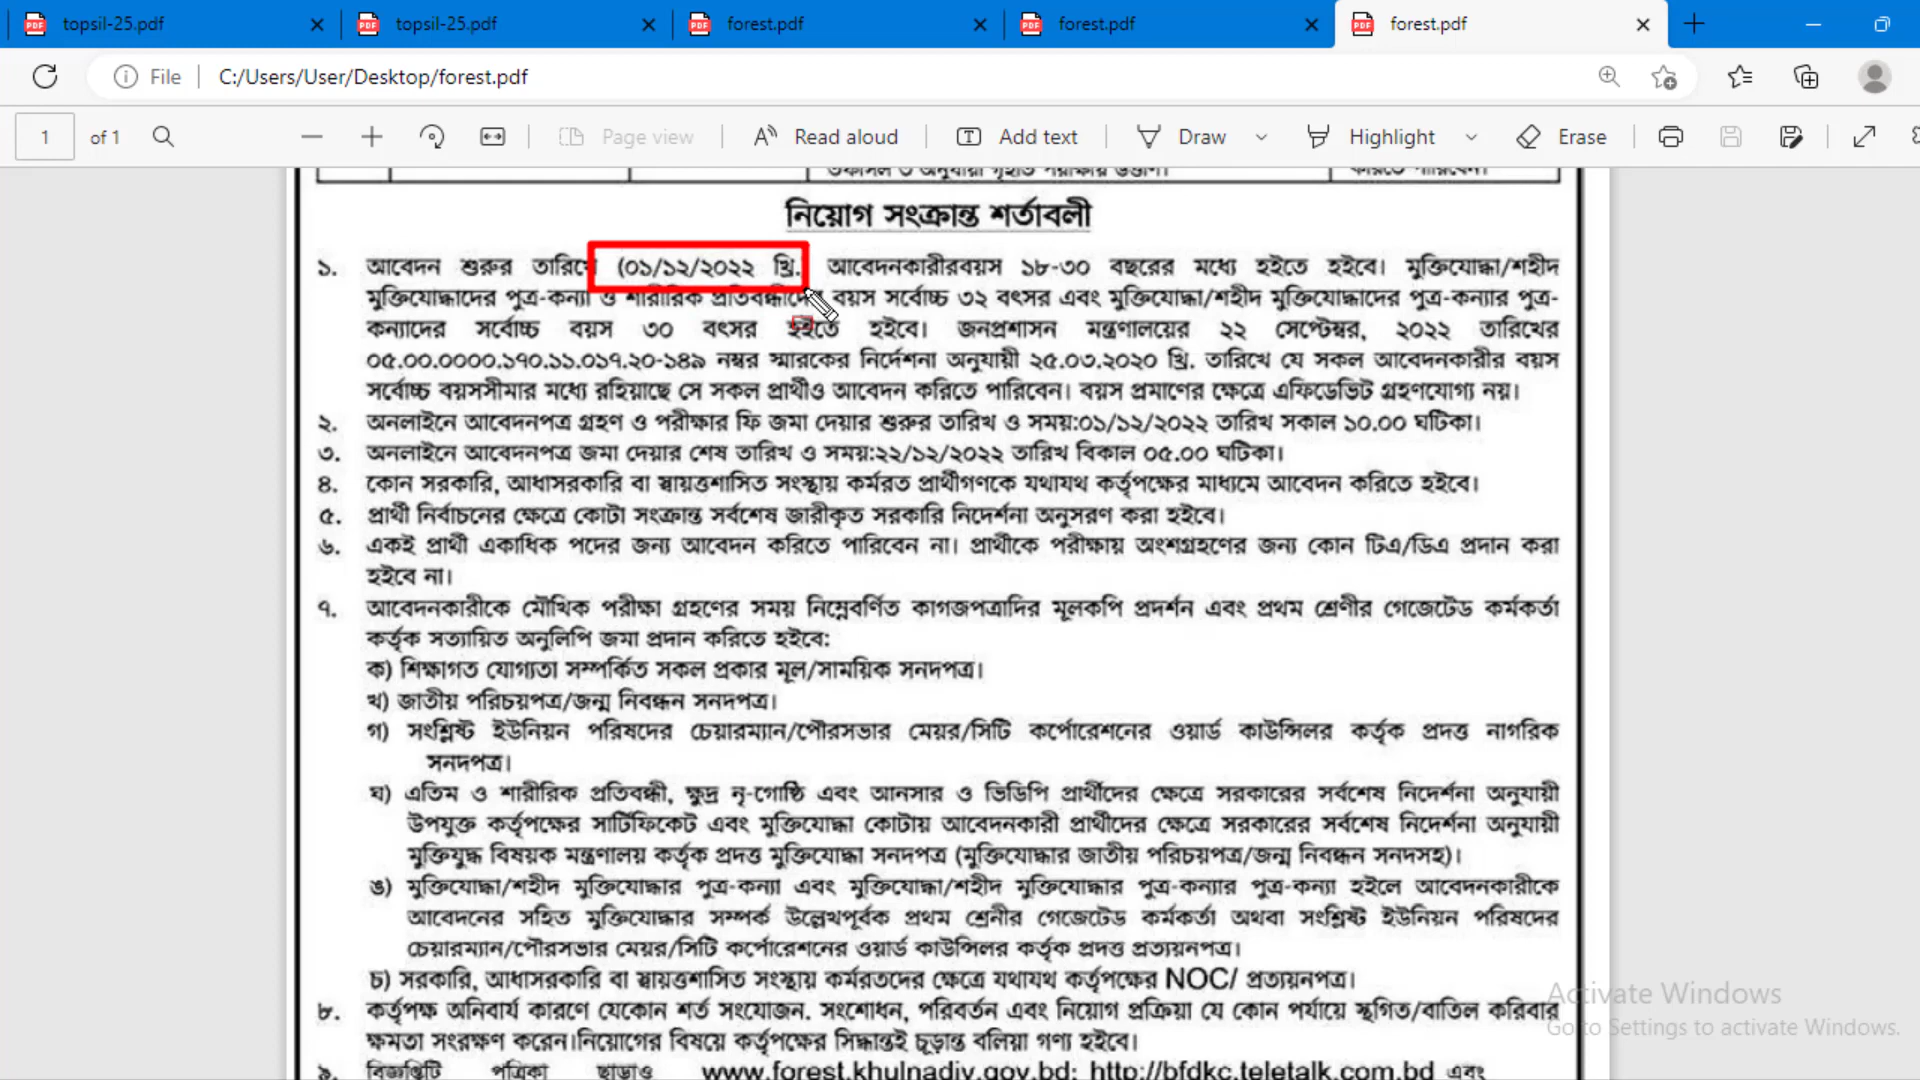 topsil-25.pdf
topsil-25.pdf
forest.pdf
forest.pdf
forest.pdf
File
C:/Users/User/Desktop/forest.pdf
1 of 1
Page view
Read aloud
Add text
Draw
Highlight
Erase
নিয়োগ সংক্রান্ত শর্তাবলী
১. আবেদন শুরুর তারিখে (০১/১২/২০২২ খ্রি. আবেদনকারীরবয়স ১৮-৩০ বছরের মধ্যে হইতে হইবে। মুক্তিযোদ্ধা/শহীদ
মুক্তিযোদ্ধাদের পুত্র-কন্যা ও শারীরিক প্রতিবন্ধীদের বয়স সর্বোচ্চ ৩২ বৎসর এবং মুক্তিযোদ্ধা/শহীদ মুক্তিযোদ্ধাদের পুত্র-কন্যার পুত্র-
কন্যাদের সর্বোচ্চ বয়স ৩০ বৎসর হইতে হইবে। জনপ্রশাসন মন্ত্রণালয়ের ২২ সেপ্টেম্বর, ২০২২ তারিখের
০৫.০০.০০০০.১৭০.১১.০১৭.২০-১৪৯ নম্বর স্মারকের নির্দেশনা অনুযায়ী ২৫.০৩.২০২০ খ্রি. তারিখে যে সকল আবেদনকারীর বয়স
সর্বোচ্চ বয়সসীমার মধ্যে রহিয়াছে সে সকল প্রার্থীও আবেদন করিতে পারিবেন। বয়স প্রমাণের ক্ষেত্রে এফিডেভিট গ্রহণযোগ্য নয়।
২. অনলাইনে আবেদনপত্র গ্রহণ ও পরীক্ষার ফি জমা দেয়ার শুরুর তারিখ ও সময়:০১/১২/২০২২ তারিখ সকাল ১০.০০ ঘটিকা।
৩. অনলাইনে আবেদনপত্র জমা দেয়ার শেষ তারিখ ও সময়:২২/১২/২০২২ তারিখ বিকাল ০৫.০০ ঘটিকা।
৪. কোন সরকারি, আধাসরকারি বা স্বায়ত্তশাসিত সংস্থায় কর্মরত প্রার্থীগণকে যথাযথ কর্তৃপক্ষের মাধ্যমে আবেদন করিতে হইবে।
৫. প্রার্থী নির্বাচনের ক্ষেত্রে কোটা সংক্রান্ত সর্বশেষ জারীকৃত সরকারি নিদের্শনা অনুসরণ করা হইবে।
৬. একই প্রার্থী একাধিক পদের জন্য আবেদন করিতে পারিবেন না। প্রার্থীকে পরীক্ষায় অংশগ্রহণের জন্য কোন টিএ/ডিএ প্রদান করা
হইবে না।
৭. আবেদনকারীকে মৌখিক পরীক্ষা গ্রহণের সময় নিম্নেবর্ণিত কাগজপত্রাদির মূলকপি প্রদর্শন এবং প্রথম শ্রেণীর গেজেটেড কর্মকর্তা
কর্তৃক সত্যায়িত অনুলিপি জমা প্রদান করিতে হইবে:
ক) শিক্ষাগত যোগ্যতা সম্পর্কিত সকল প্রকার মূল/সাময়িক সনদপত্র।
খ) জাতীয় পরিচয়পত্র/জন্ম নিবন্ধন সনদপত্র।
গ) সংশ্লিষ্ট ইউনিয়ন পরিষদের চেয়ারম্যান/পৌরসভার মেয়র/সিটি কর্পোরেশনের ওয়ার্ড কাউন্সিলর কর্তৃক প্রদত্ত নাগরিক
সনদপত্র।
ঘ) এতিম ও শারীরিক প্রতিবন্ধী, ক্ষুদ্র নৃ-গোষ্ঠি এবং আনসার ও ভিডিপি প্রার্থীদের ক্ষেত্রে সরকারের সর্বশেষ নিদের্শনা অনুযায়ী
উপযুক্ত কর্তৃপক্ষের সার্টিফিকেট এবং মুক্তিযোদ্ধা কোটায় আবেদনকারী প্রার্থীদের ক্ষেত্রে সরকারের সর্বশেষ নিদের্শনা অনুযায়ী
মুক্তিযুদ্ধ বিষয়ক মন্ত্রণালয় কর্তৃক প্রদত্ত মুক্তিযোদ্ধা সনদপত্র (মুক্তিযোদ্ধার জাতীয় পরিচয়পত্র/জন্ম নিবন্ধন সনদসহ)।
ঙ) মুক্তিযোদ্ধা/শহীদ মুক্তিযোদ্ধার পুত্র-কন্যা এবং মুক্তিযোদ্ধা/শহীদ মুক্তিযোদ্ধার পুত্র-কন্যার পুত্র-কন্যা হইলে আবেদনকারীকে
আবেদনের সহিত মুক্তিযোদ্ধার সম্পর্ক উল্লেখপূর্বক প্রথম শ্রেনীর গেজেটেড কর্মকর্তা অথবা সংশ্লিষ্ট ইউনিয়ন পরিষদের
চেয়ারম্যান/পৌরসভার মেয়র/সিটি কর্পোরেশনের ওয়ার্ড কাউন্সিলর কর্তৃক প্রদত্ত প্রত্যয়নপত্র।
চ) সরকারি, আধাসরকারি বা স্বায়ত্তশাসিত সংস্থায় কর্মরতদের ক্ষেত্রে যথাযথ কর্তৃপক্ষের NOC/ প্রত্যয়নপত্র।
৮. কর্তৃপক্ষ অনিবার্য কারণে যেকোন শর্ত সংযোজন. সংশোধন, পরিবর্তন এবং নিয়োগ প্রক্রিয়া যে কোন পর্যায়ে স্থগিত/বাতিল করিবার
ক্ষমতা সংরক্ষণ করেন।নিয়োগের বিষয়ে কর্তৃপক্ষের সিদ্ধান্তই চূড়ান্ত বলিয়া গণ্য হইবে।
৯. বিজ্ঞপ্তিটি পত্রিকা ছাড়াও www.forest.khulnadiv.gov.bd; http://bfdkc.teletalk.com.bd এবং
Activate Windows
Go to Settings to activate Windows.